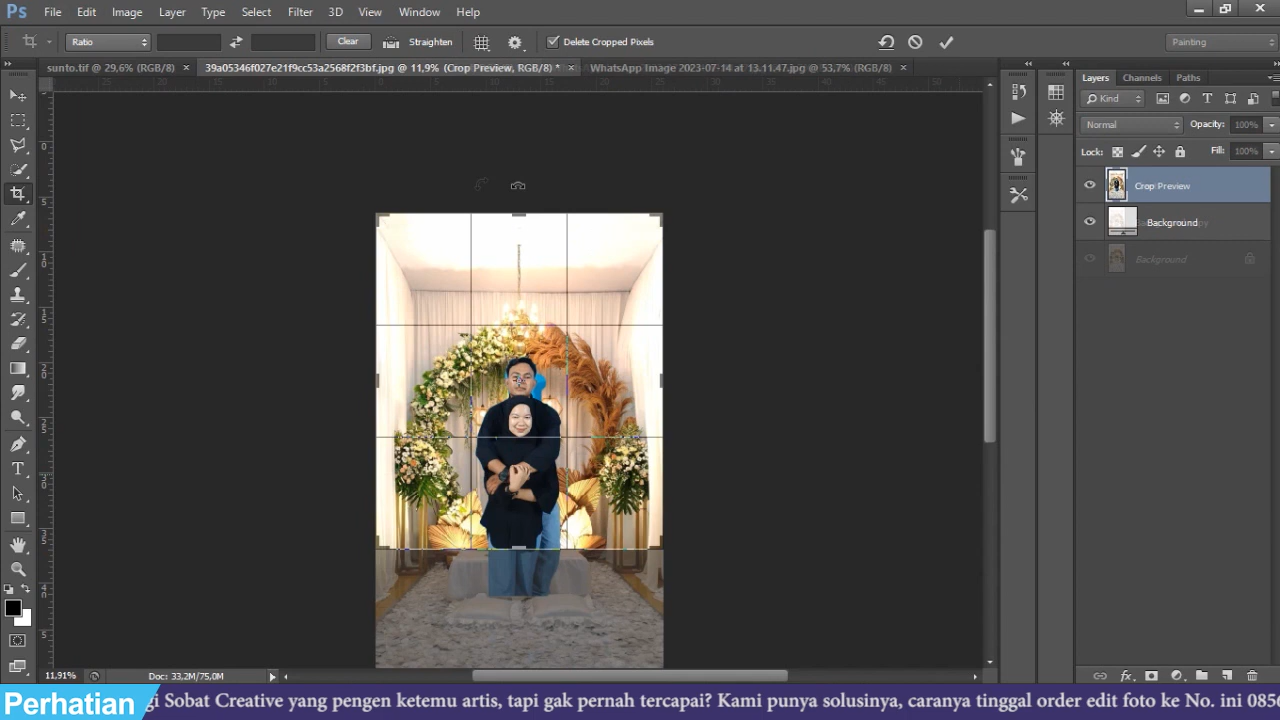 Ps File Edit Image Layer Type Select Filter 3D View Window Help
Ratio Clear Straighten Delete Cropped Pixels Painting
sunto.tif @ 29,6% (RGB/8) × 39a05346f027e21f9cc53a2568f2f3bf.jpg @ 11,9% (Crop Preview, RGB/8) * × WhatsApp Image 2023-07-14 at 13.11.47.jpg @ 53,7% (RGB/8) ×
Layers Channels Paths
Kind
Normal Opacity: 100%
Lock: Fill: 100%
Crop Preview
Background
Background
11,91% Doc: 33,2M/75,0M
Perhatian gi Sobat Creative yang pengen ketemu artis, tapi gak pernah tercapai? Kami punya solusinya, caranya tinggal order edit foto ke No. ini 085